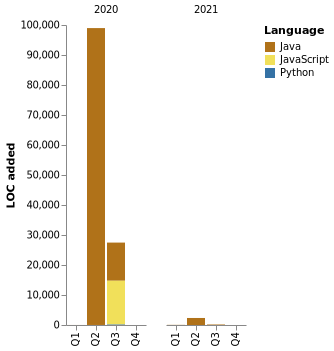 2020 2021
Language
Java
JavaScript
Python
LOC added
100,000
90,000
80,000
70,000
60,000
50,000
40,000
30,000
20,000
10,000
0
Q1 Q2 Q3 Q4 Q1 Q2 Q3 Q4